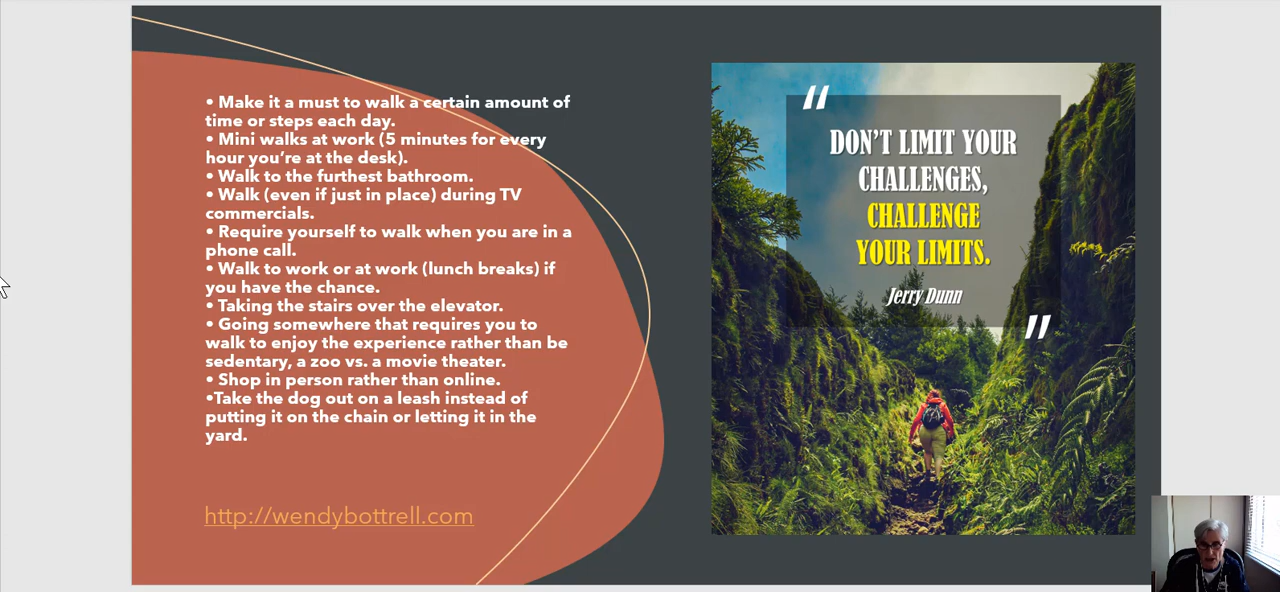 • Make it a must to walk a certain amount of
time or steps each day.
• Mini walks at work (5 minutes for every
hour you're at the desk).
• Walk to the furthest bathroom.
• Walk (even if just in place) during TV
commercials.
• Require yourself to walk when you are in a
phone call.
• Walk to work or at work (lunch breaks) if
you have the chance.
• Taking the stairs over the elevator.
• Going somewhere that requires you to
walk to enjoy the experience rather than be
sedentary, a zoo vs. a movie theater.
• Shop in person rather than online.
•Take the dog out on a leash instead of
putting it on the chain or letting it in the
yard.
http://wendybottrell.com
"
DON'T LIMIT YOUR
CHALLENGES,
CHALLENGE
YOUR LIMITS.
Jerry Dunn
"